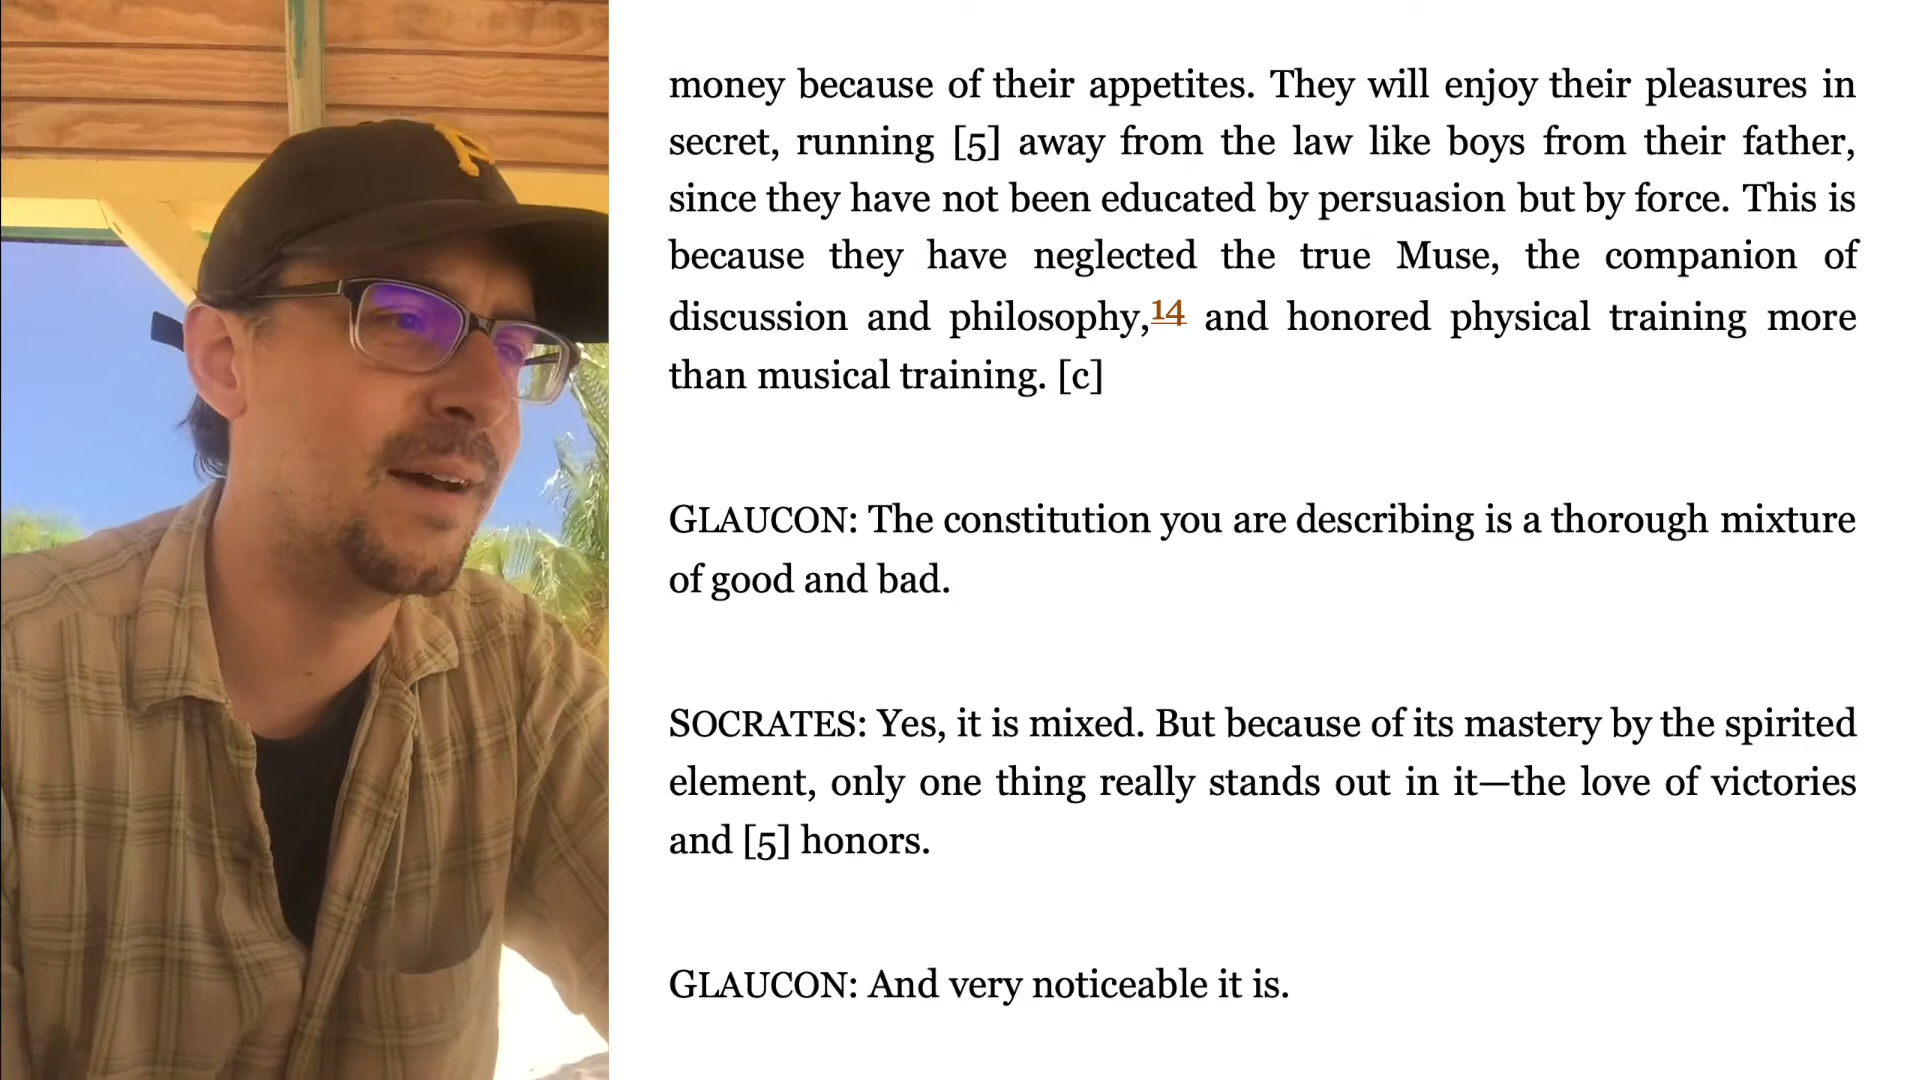 money because of their appetites. They will enjoy their pleasures in
secret, running [5] away from the law like boys from their father,
since they have not been educated by persuasion but by force. This is
because they have neglected the true Muse, the companion of
discussion and philosophy,14 and honored physical training more
than musical training. [c]
GLAUCON: The constitution you are describing is a thorough mixture
of good and bad.
SOCRATES: Yes, it is mixed. But because of its mastery by the spirited
element, only one thing really stands out in it—the love of victories
and [5] honors.
GLAUCON: And very noticeable it is.
P